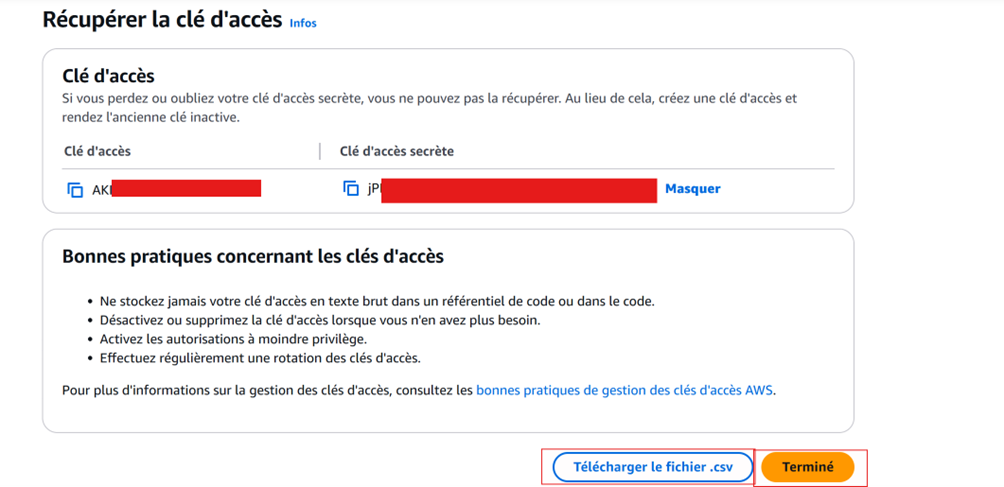 Récupérer la clé d'accès Infos
Clé d'accès
Si vous perdez ou oubliez votre clé d'accès secrète, vous ne pouvez pas la récupérer. Au lieu de cela, créez une clé d'accès et
rendez l'ancienne clé inactive.
Clé d'accès
Clé d'accès secrète
AK
jP
Masquer
Bonnes pratiques concernant les clés d'accès
• Ne stockez jamais votre clé d'accès en texte brut dans un référentiel de code ou dans le code.
• Désactivez ou supprimez la clé d'accès lorsque vous n'en avez plus besoin.
• Activez les autorisations à moindre privilège.
• Effectuez régulièrement une rotation des clés d'accès.
Pour plus d'informations sur la gestion des clés d'accès, consultez les bonnes pratiques de gestion des clés d'accès AWS.
Télécharger le fichier .csv
Terminé